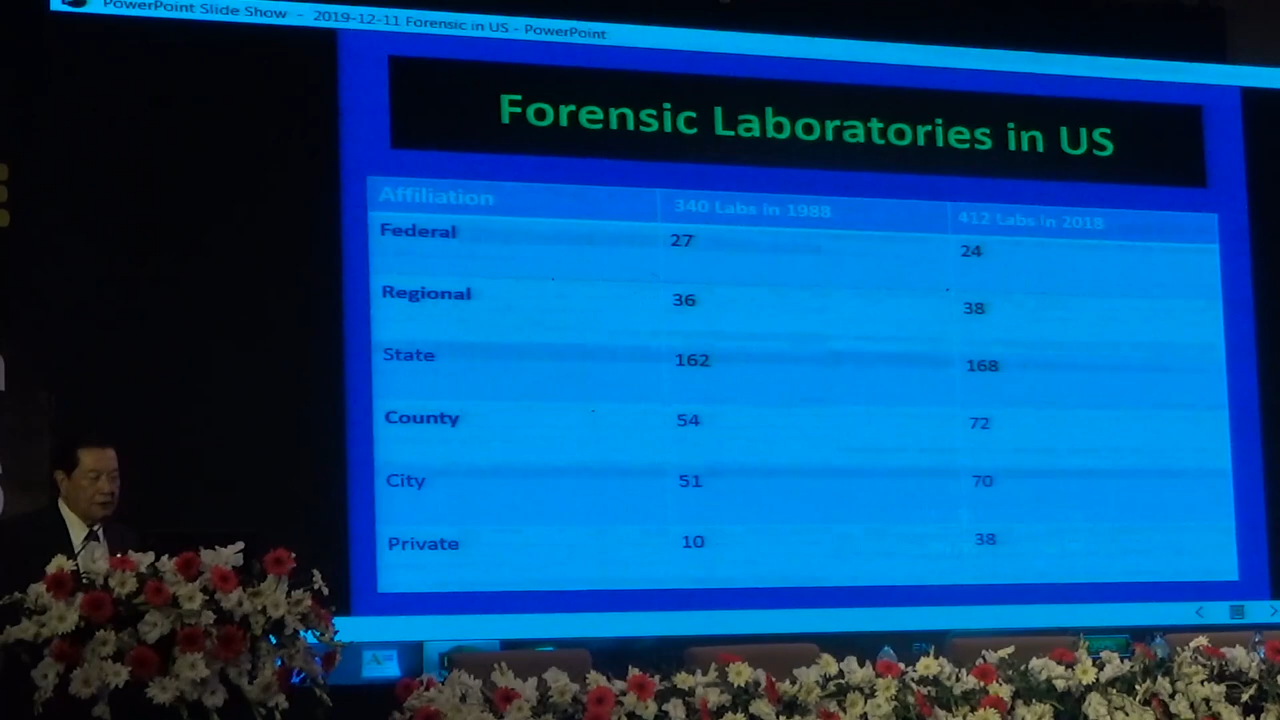 PowerPoint Slide Show - 2019-12-11 Forensic in US - PowerPoint
Forensic Laboratories in US
Affiliation 340 Labs in 1988 412 Labs in 2018
Federal 27 24
Regional 36 38
State 162 168
County 54 72
City 51 70
Private 10 38